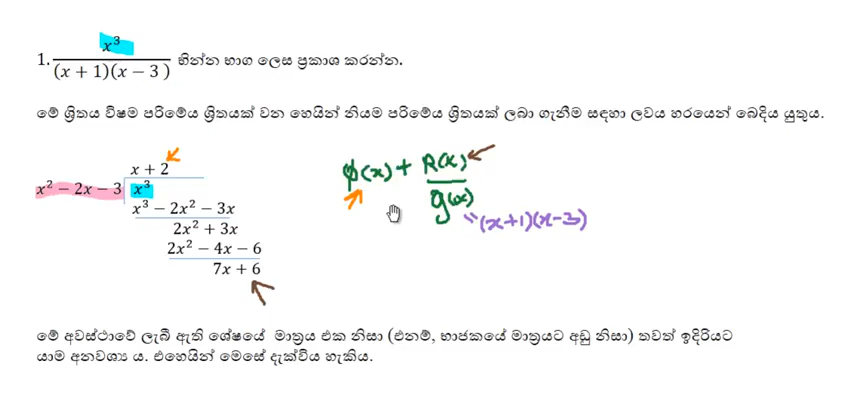 1. x³/((x + 1)(x − 3)) භින්න භාග ලෙස ප්‍රකාශ කරන්න.
මේ ශ්‍රිතය විෂම පරිමේය ශ්‍රිතයක් වන හෙයින් නියම පරිමේය ශ්‍රිතයක් ලබා ගැනීම සඳහා ලවය හරයෙන් බෙදිය යුතුය.
x + 2
x² − 2x − 3 x³
x³ − 2x² − 3x
2x² + 3x
2x² − 4x − 6
7x + 6
ϕ(x) + R(x)/g(x)
"(x+1)(x−3)
මේ අවස්ථාවේ ලැබී ඇති ශේෂයේ මාත්‍රය එක නිසා (එනම්, භාජකයේ මාත්‍රයට අඩු නිසා) තවත් ඉදිරියට
යාම අනවශ්‍ය ය. එහෙයින් මෙසේ දැක්විය හැකිය.